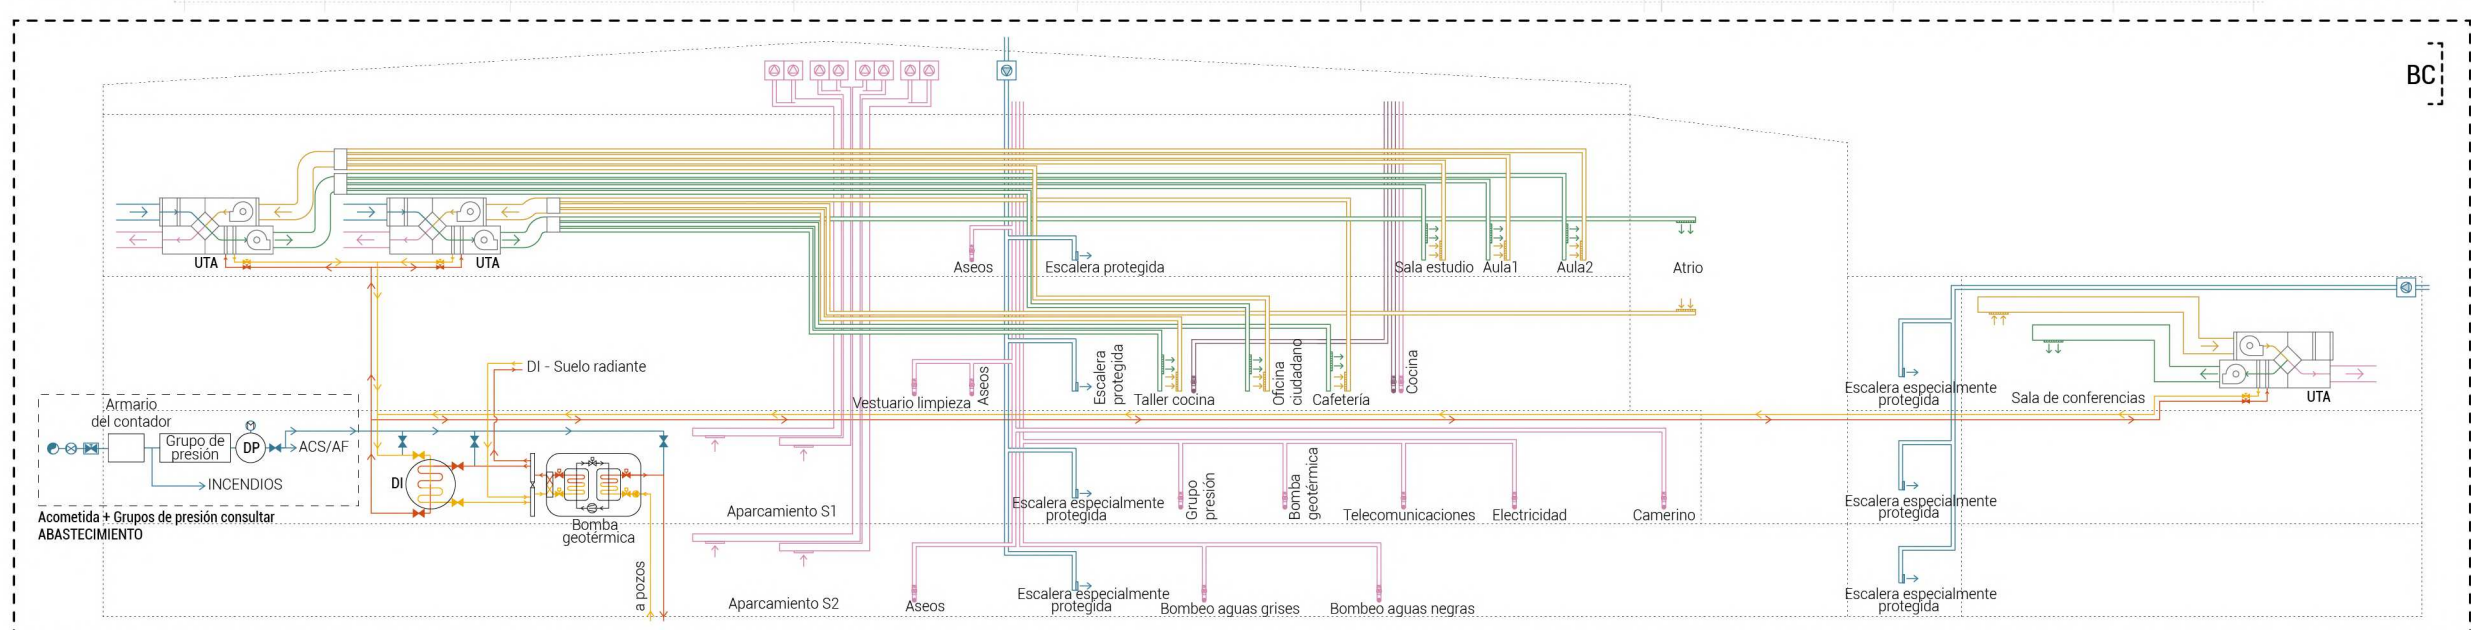 BC
UTA
UTA
Aseos
Escalera protegida
Sala estudio
Aula1
Aula2
Atrio
DI - Suelo radiante
Vestuario limpieza
Aseos
Escalera
protegida
Taller cocina
Oficina
ciudadano
Cafetería
Cocina
Escalera especialmente
protegida
Sala de conferencias
UTA
Armario
del contador
Grupo de
presión
DP
M
ACS/AF
INCENDIOS
Acometida + Grupos de presión consultar
ABASTECIMIENTO
DI
Bomba
geotérmica
a pozos
Aparcamiento S1
Escalera especialmente
protegida
Grupo
presión
Bomba
geotérmica
Telecomunicaciones
Electricidad
Camerino
Escalera especialmente
protegida
Aparcamiento S2
Aseos
Escalera especialmente
protegida
Bombeo aguas grises
Bombeo aguas negras
Escalera especialmente
protegida